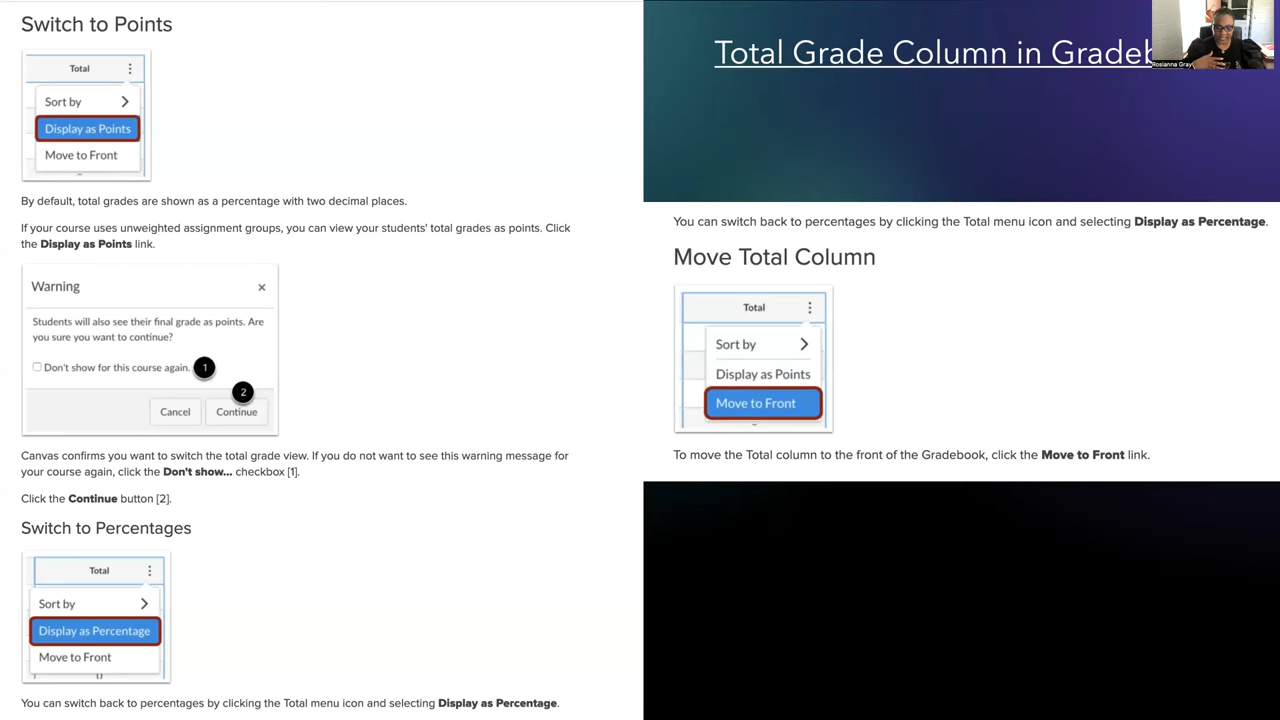 Switch to Points
Total
Sort by
Display as Points
Move to Front
By default, total grades are shown as a percentage with two decimal places.
If your course uses unweighted assignment groups, you can view your students' total grades as points. Click
the Display as Points link.
Warning
×
Students will also see their final grade as points. Are
you sure you want to continue?
Don't show for this course again.
1
2
Cancel
Continue
Canvas confirms you want to switch the total grade view. If you do not want to see this warning message for
your course again, click the Don't show... checkbox [1].
Click the Continue button [2].
Switch to Percentages
Total
Sort by
Display as Percentage
Move to Front
You can switch back to percentages by clicking the Total menu icon and selecting Display as Percentage.
Total Grade Column in Gradeb
Rosianna Gray
You can switch back to percentages by clicking the Total menu icon and selecting Display as Percentage.
Move Total Column
Total
Sort by
Display as Points
Move to Front
To move the Total column to the front of the Gradebook, click the Move to Front link.